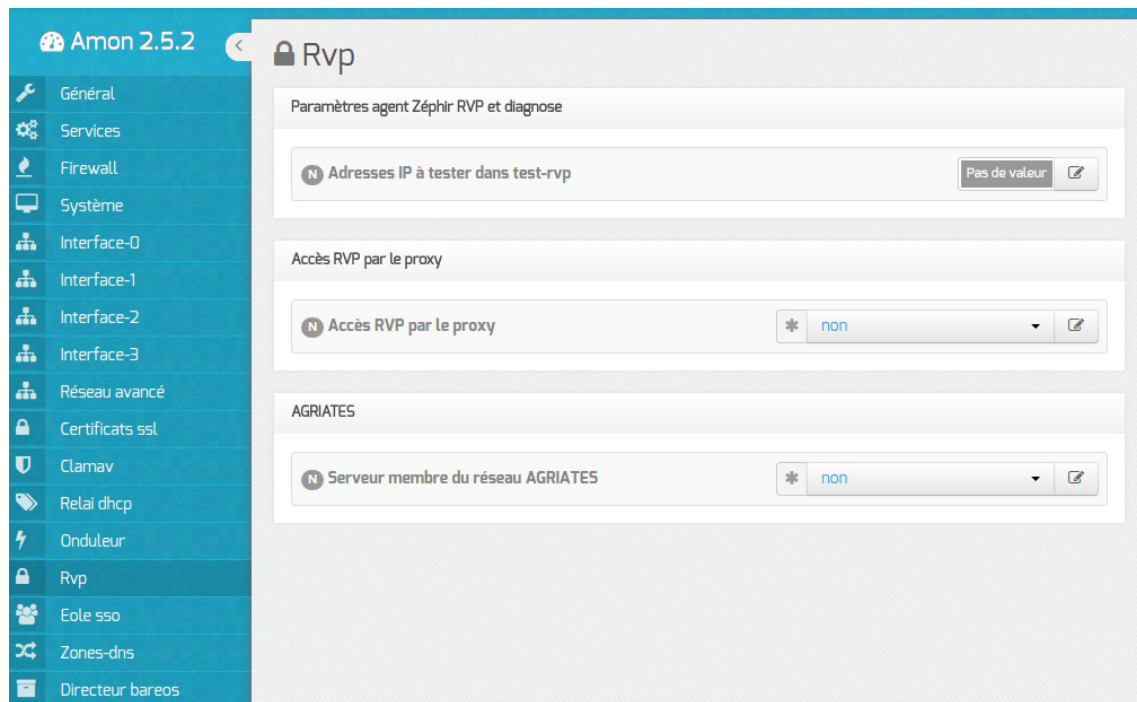 Amon 2.5.2
Général
Services
Firewall
Système
Interface-0
Interface-1
Interface-2
Interface-3
Réseau avancé
Certificats ssl
Clamav
Relai dhcp
Onduleur
Rvp
Eole sso
Zones-dns
Directeur bareos
Rvp
Paramètres agent Zéphir RVP et diagnose
N Adresses IP à tester dans test-rvp Pas de valeur
Accès RVP par le proxy
N Accès RVP par le proxy * non
AGRIATES
N Serveur membre du réseau AGRIATES * non